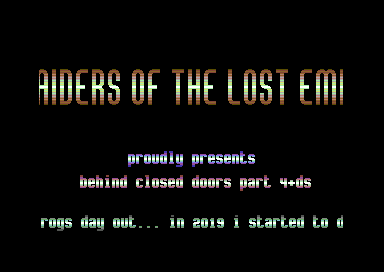 AIDERS OF THE LOST EM
proudly presents
behind closed doors part 4+ds
rogs day out... in 2019 i started to d